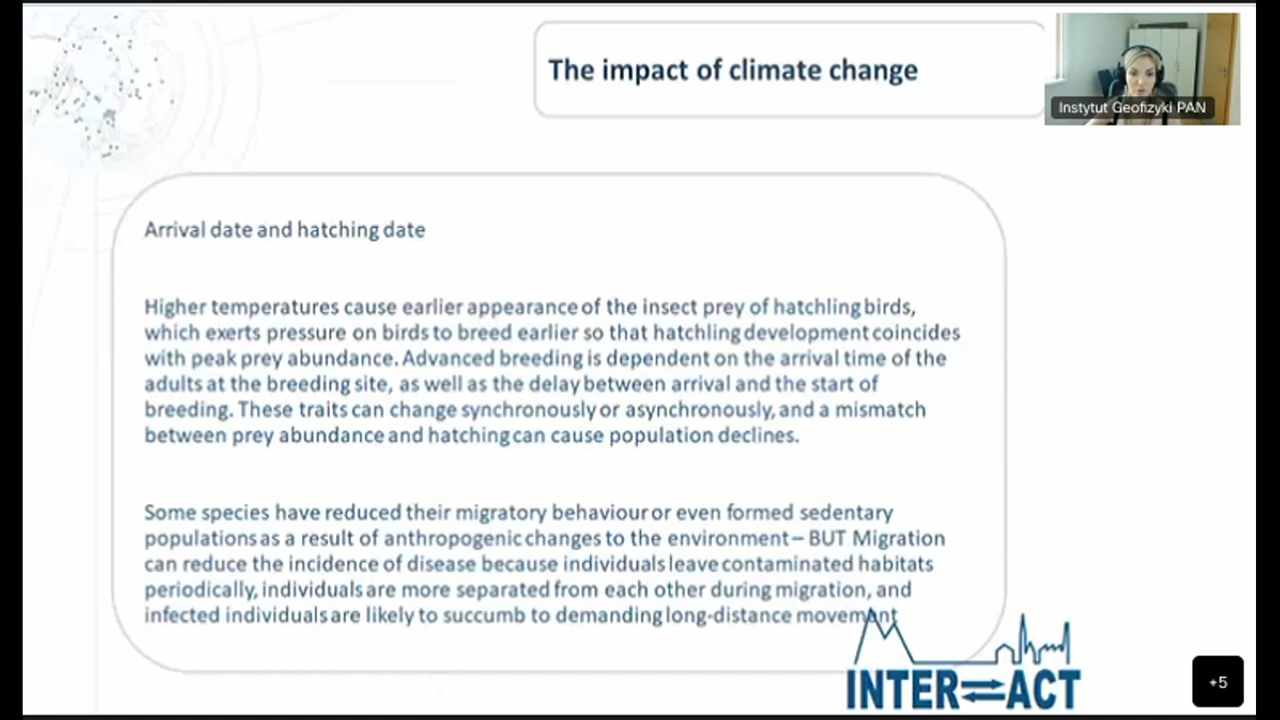 The impact of climate change
Instytut Geofizyki PAN
Arrival date and hatching date
Higher temperatures cause earlier appearance of the insect prey of hatchling birds,
which exerts pressure on birds to breed earlier so that hatchling development coincides
with peak prey abundance. Advanced breeding is dependent on the arrival time of the
adults at the breeding site, as well as the delay between arrival and the start of
breeding. These traits can change synchronously or asynchronously, and a mismatch
between prey abundance and hatching can cause population declines.
Some species have reduced their migratory behaviour or even formed sedentary
populations as a result of anthropogenic changes to the environment – BUT Migration
can reduce the incidence of disease because individuals leave contaminated habitats
periodically, individuals are more separated from each other during migration, and
infected individuals are likely to succumb to demanding long-distance movement
INTER⇌ACT
+5